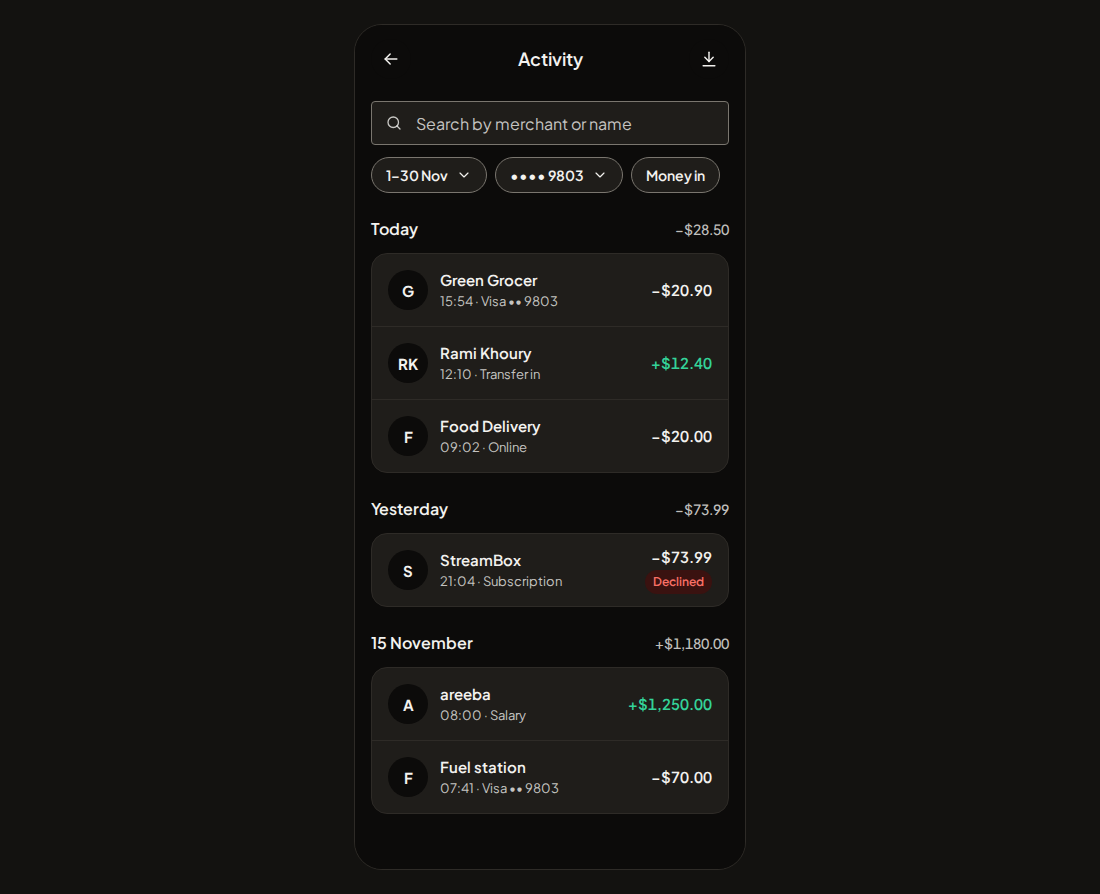 Activity
Search by merchant or name
1–30 Nov
•••• 9803
Money in
Today
−$28.50
G
Green Grocer
−$20.90
15:54 · Visa •• 9803
RK
Rami Khoury
+$12.40
12:10 · Transfer in
F
Food Delivery
−$20.00
09:02 · Online
Yesterday
−$73.99
S
StreamBox
−$73.99
21:04 · Subscription
Declined
15 November
+$1,180.00
A
areeba
+$1,250.00
08:00 · Salary
F
Fuel station
−$70.00
07:41 · Visa •• 9803